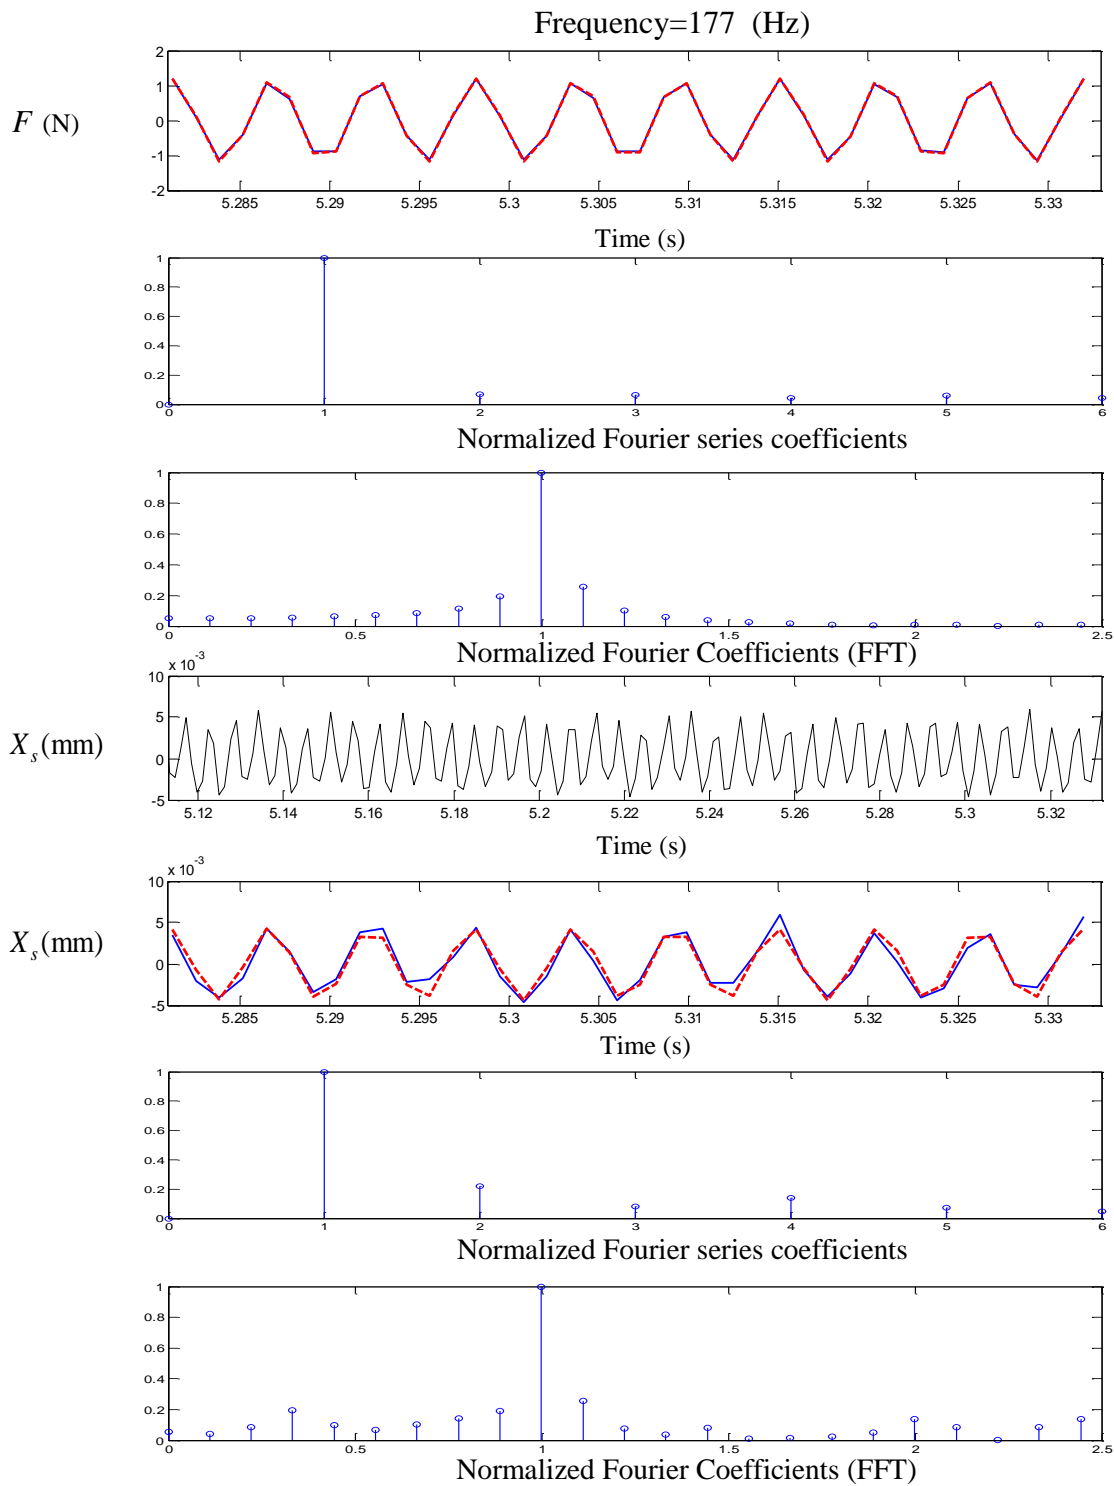 Frequency=177 (Hz)
2
1
0
-1
-2
F (N)
5.285 5.29 5.295 5.3 5.305 5.31 5.315 5.32 5.325 5.33
Time (s)
1
0.8
0.6
0.4
0.2
0
0 1 2 3 4 5 6
Normalized Fourier series coefficients
1
0.8
0.6
0.4
0.2
0
0 0.5 1 1.5 2 2.5
Normalized Fourier Coefficients (FFT)
x 10^-3
10
5
0
-5
X_s (mm)
5.12 5.14 5.16 5.18 5.2 5.22 5.24 5.26 5.28 5.3 5.32
Time (s)
x 10^-3
10
5
0
-5
X_s (mm)
5.285 5.29 5.295 5.3 5.305 5.31 5.315 5.32 5.325 5.33
Time (s)
1
0.8
0.6
0.4
0.2
0
0 1 2 3 4 5 6
Normalized Fourier series coefficients
1
0.8
0.6
0.4
0.2
0
0 0.5 1 1.5 2 2.5
Normalized Fourier Coefficients (FFT)